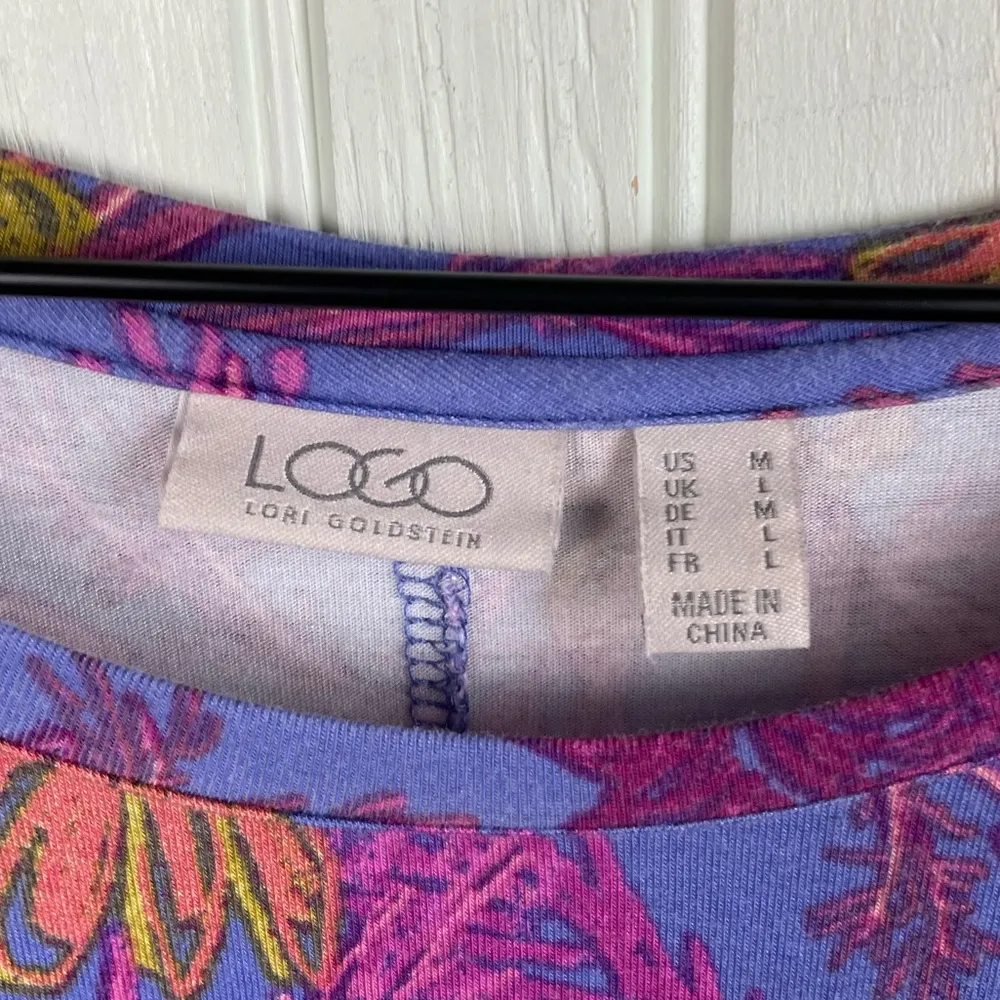 LOGO
LORI GOLDSTEIN
US M
UK L
DE M
IT L
FR L
MADE IN
CHINA